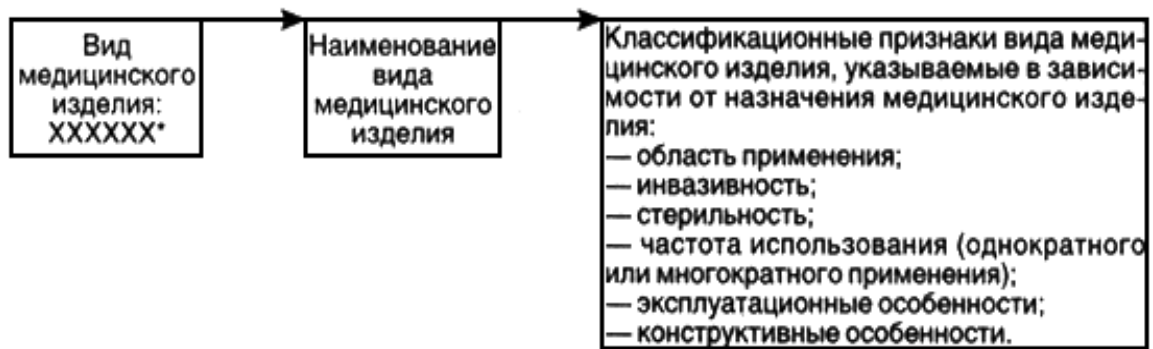 Вид
медицинского
изделия:
XXXXXX*
Наименование
вида
медицинского
изделия
Классификационные признаки вида меди-
цинского изделия, указываемые в зависи-
мости от назначения медицинского изде-
лия:
— область применения;
— инвазивность;
— стерильность;
— частота использования (однократного
или многократного применения);
— эксплуатационные особенности;
— конструктивные особенности.